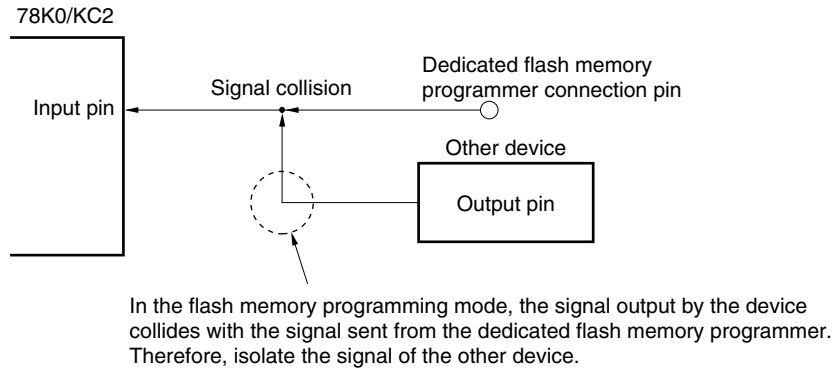 78K0/KC2
Input pin
Signal collision
Dedicated flash memory
programmer connection pin
Other device
Output pin
In the flash memory programming mode, the signal output by the device
collides with the signal sent from the dedicated flash memory programmer.
Therefore, isolate the signal of the other device.